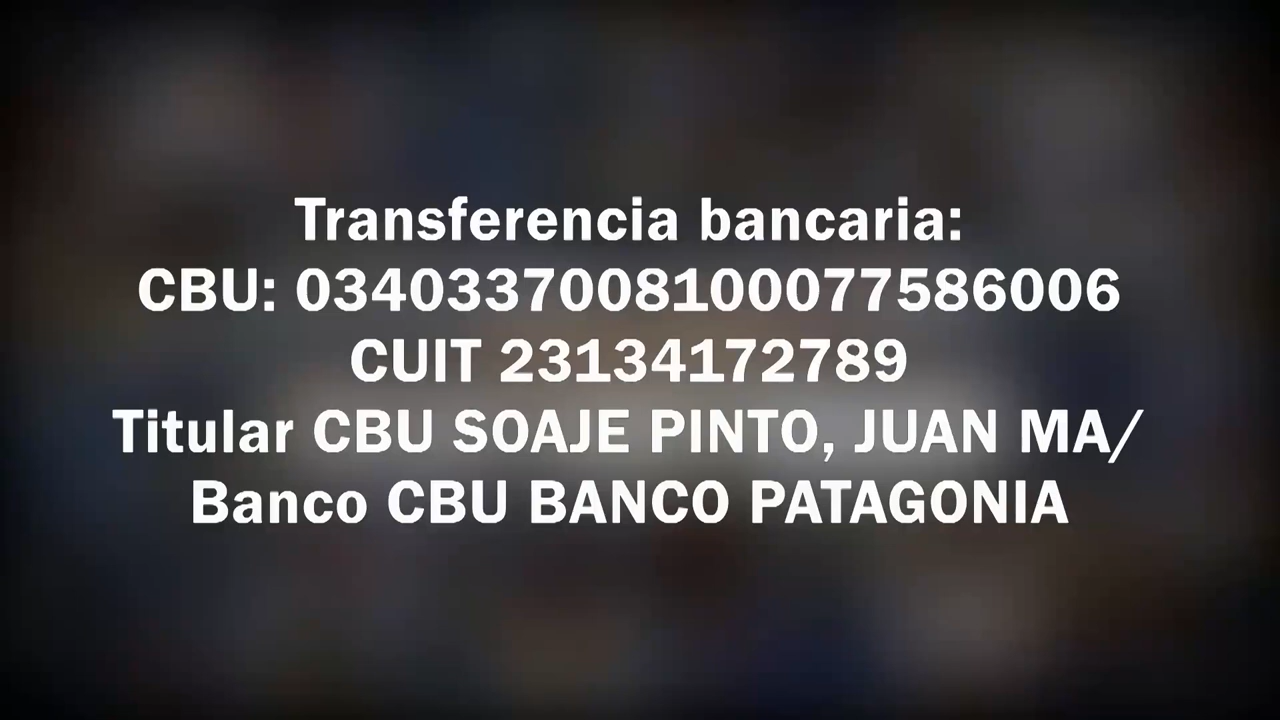 Transferencia bancaria:
CBU: 0340337008100077586006
CUIT 23134172789
Titular CBU SOAJE PINTO, JUAN MA/
Banco CBU BANCO PATAGONIA